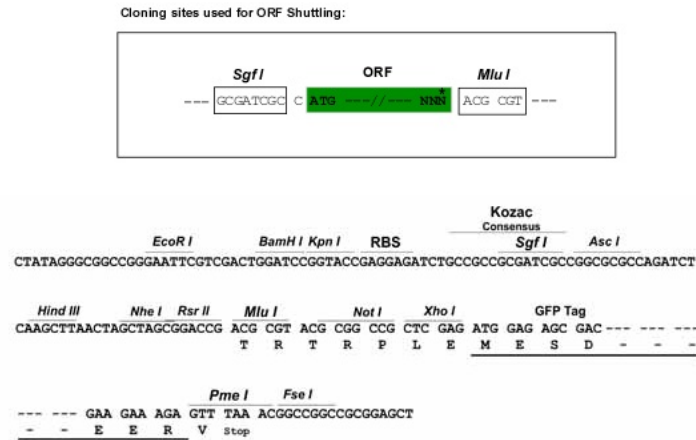 Cloning sites used for ORF Shuttling:
Sgf I ORF Mlu I
--- GCGATCGC C ATG ---//--- NNN* ACG CGT ---
Kozac
Consensus
EcoR I BamH I Kpn I RBS Sgf I Asc I
CTATAGGGCGGCCGGGAATTCGTCGACTGGATCCGGTACCGAGGAGATCTGCCGCCGCGATCGCCGGCGCGCCAGATCT
Hind III Nhe I Rsr II Mlu I Not I Xho I GFP Tag
CAAGCTTAACTAGCTAGCGGACCG ACG CGT ACG CGG CCG CTC GAG ATG GAG AGC GAC --- --- ---
T R T R P L E M E S D - - -
Pme I Fse I
--- --- GAA GAA AGA GTT TAA ACGGCCGGCCGCGGAGCT
- - E E R V Stop